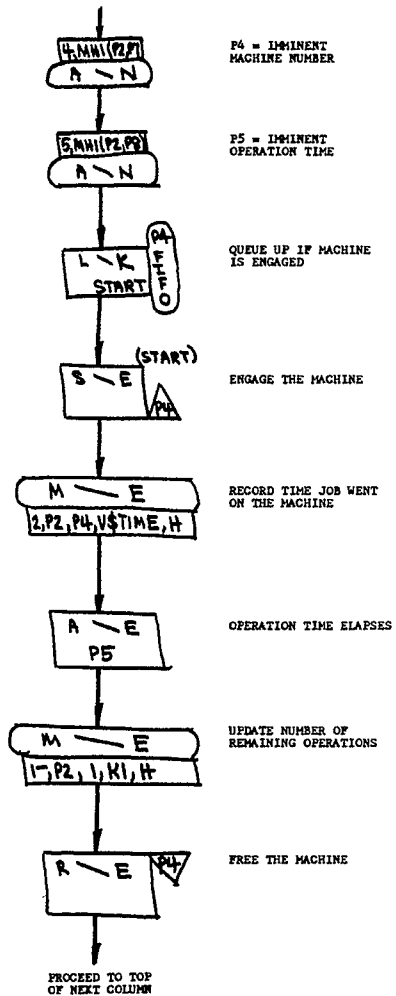 4,MH1(P2,P7
P4 = IMMINENT
MACHINE NUMBER
A \ N
5,MH1(P2,P8)
P5 = IMMINENT
OPERATION TIME
A \ N
P4
FIFO
L \ K
START
QUEUE UP IF MACHINE
IS ENGAGED
(START)
S \ E
P4
ENGAGE THE MACHINE
M \ E
2,P2,P4,V$TIME,H
RECORD TIME JOB WENT
ON THE MACHINE
A \ E
P5
OPERATION TIME ELAPSES
M \ E
1-,P2,1,K1,H
UPDATE NUMBER OF
REMAINING OPERATIONS
R \ E
P4
FREE THE MACHINE
PROCEED TO TOP
OF NEXT COLUMN